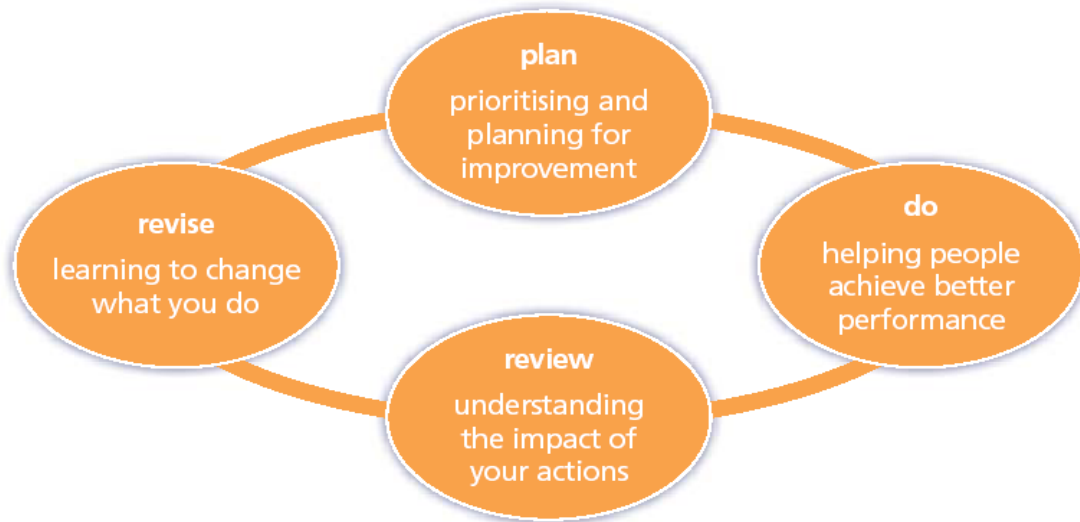 plan
prioritising and
planning for
improvement
do
helping people
achieve better
performance
review
understanding
the impact of
your actions
revise
learning to change
what you do